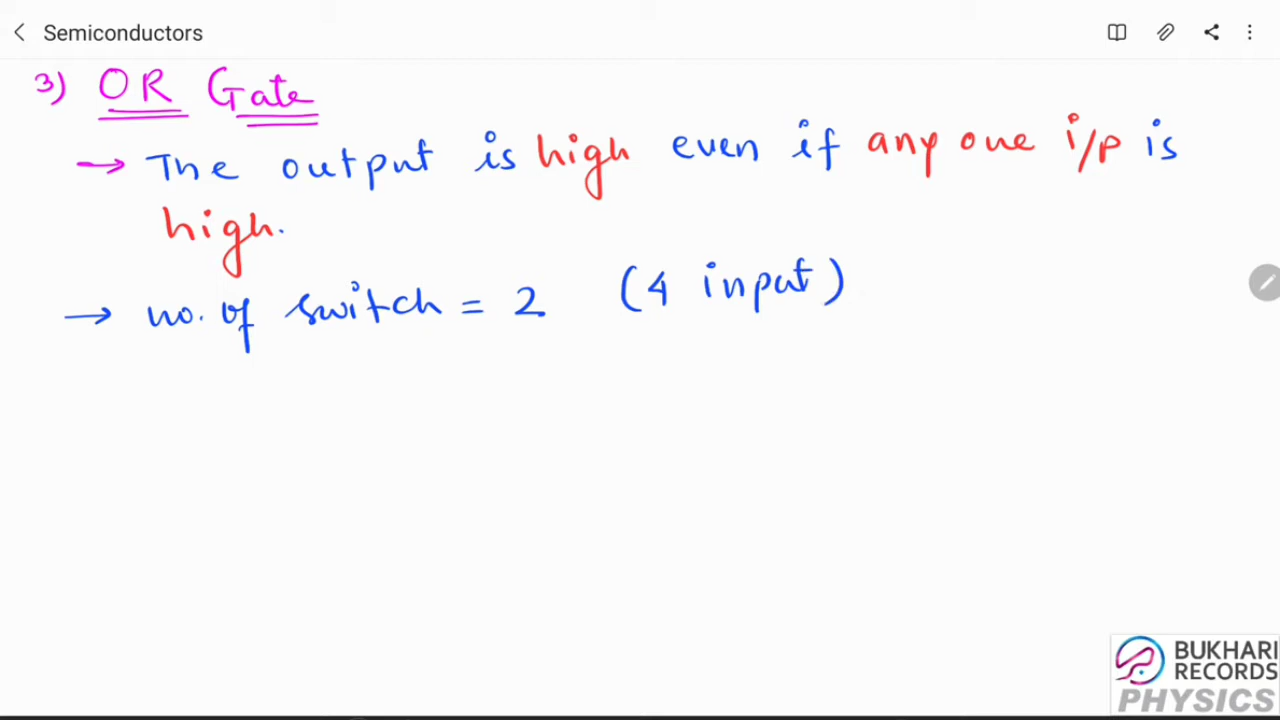 Semiconductors
3) OR Gate
→ The output is high even if any one i/p is
high.
→ no. of switch = 2 (4 input)
BUKHARI
RECORDS
PHYSICS